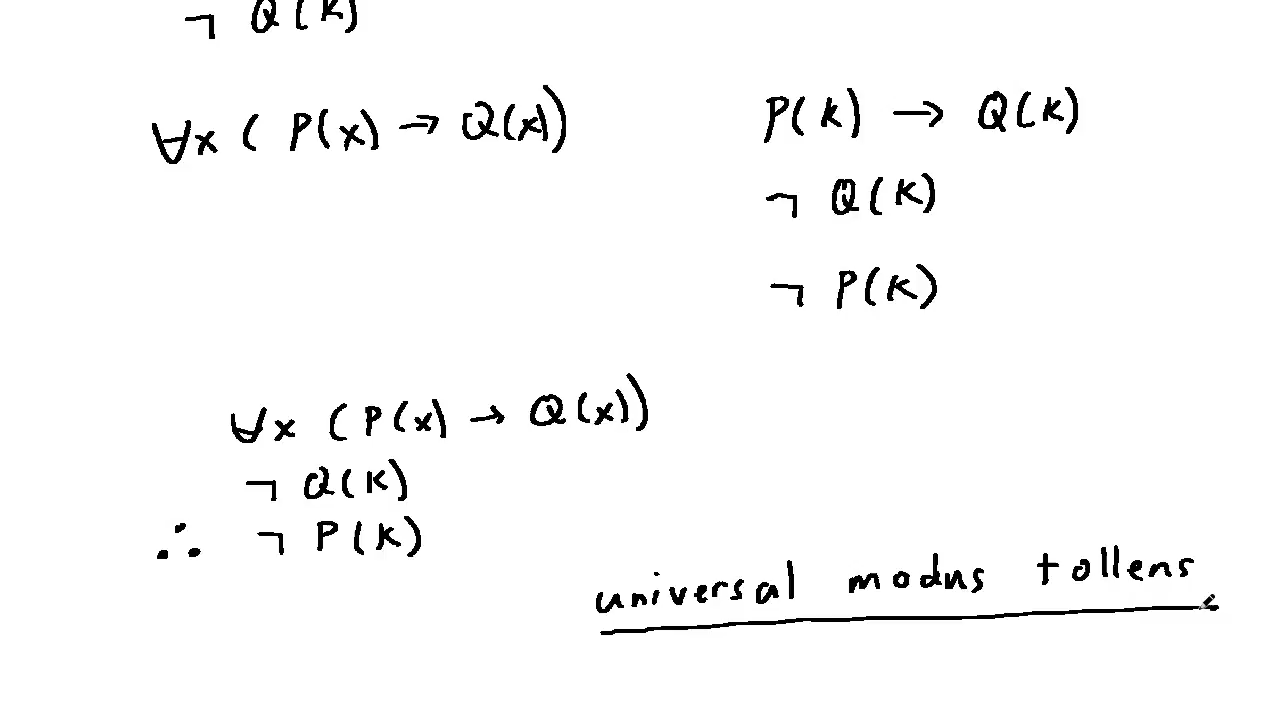 ¬ Q(k)
∀x ( P(x) → Q(x))
P(k) → Q(k)
¬ Q(k)
¬ P(k)
∀x (P(x) → Q(x))
¬ Q(k)
∴ ¬ P(k)
universal modus tollens